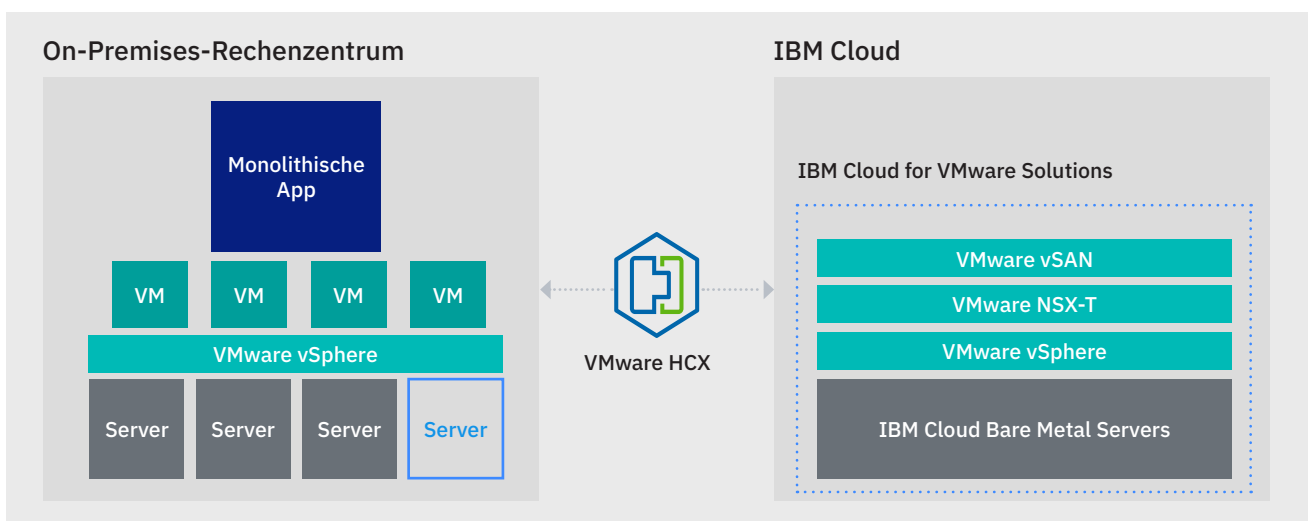 On-Premises-Rechenzentrum
Monolithische
App
VM VM VM VM
VMware vSphere
Server Server Server Server
VMware HCX
IBM Cloud
IBM Cloud for VMware Solutions
VMware vSAN
VMware NSX-T
VMware vSphere
IBM Cloud Bare Metal Servers